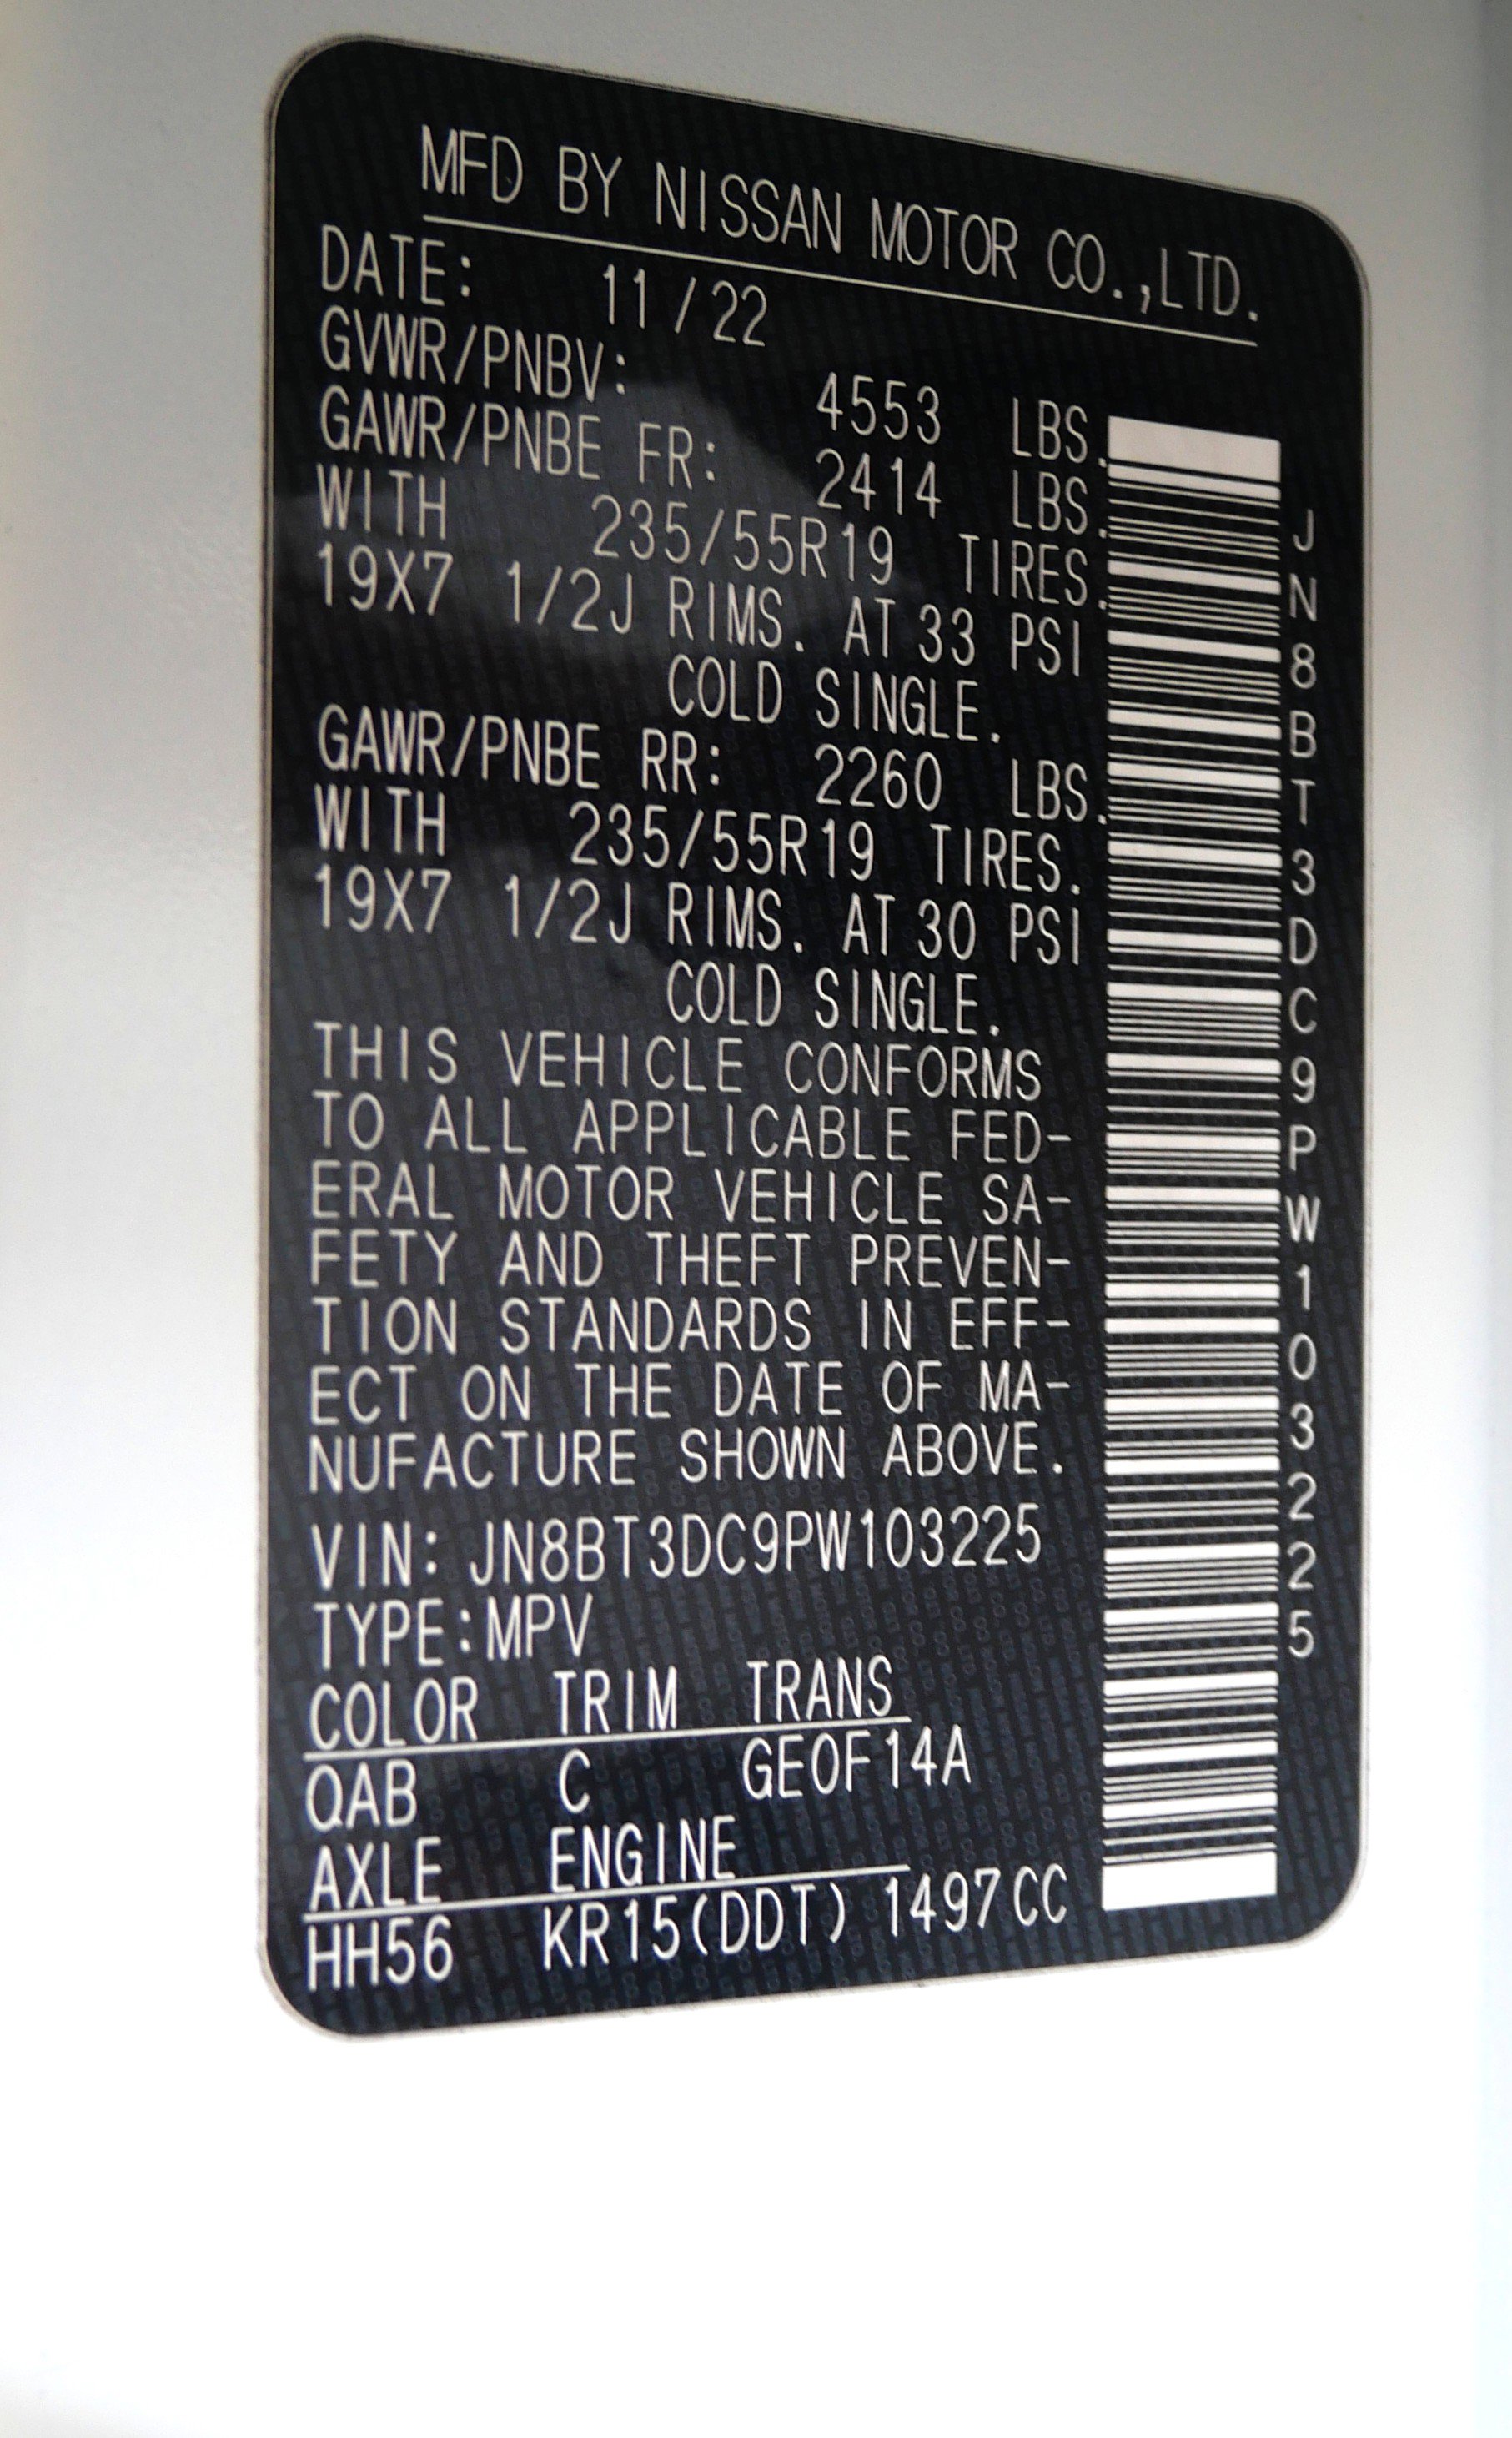 MFD BY NISSAN MOTOR CO.,LTD.
DATE: 11/22
GVWR/PNBV: 4553 LBS.
GAWR/PNBE FR: 2414 LBS.
WITH 235/55R19 TIRES.
19X7 1/2J RIMS. AT 33 PSI
COLD SINGLE.
GAWR/PNBE RR: 2260 LBS.
WITH 235/55R19 TIRES.
19X7 1/2J RIMS. AT 30 PSI
COLD SINGLE.
THIS VEHICLE CONFORMS
TO ALL APPLICABLE FED-
ERAL MOTOR VEHICLE SA-
FETY AND THEFT PREVEN-
TION STANDARDS IN EFF-
ECT ON THE DATE OF MA-
NUFACTURE SHOWN ABOVE.
VIN: JN8BT3DC9PW103225
TYPE:MPV
COLOR TRIM TRANS
QAB C GE0F14A
AXLE ENGINE
HH56 KR15(DDT) 1497CC
JN8BT3DC9PW103225